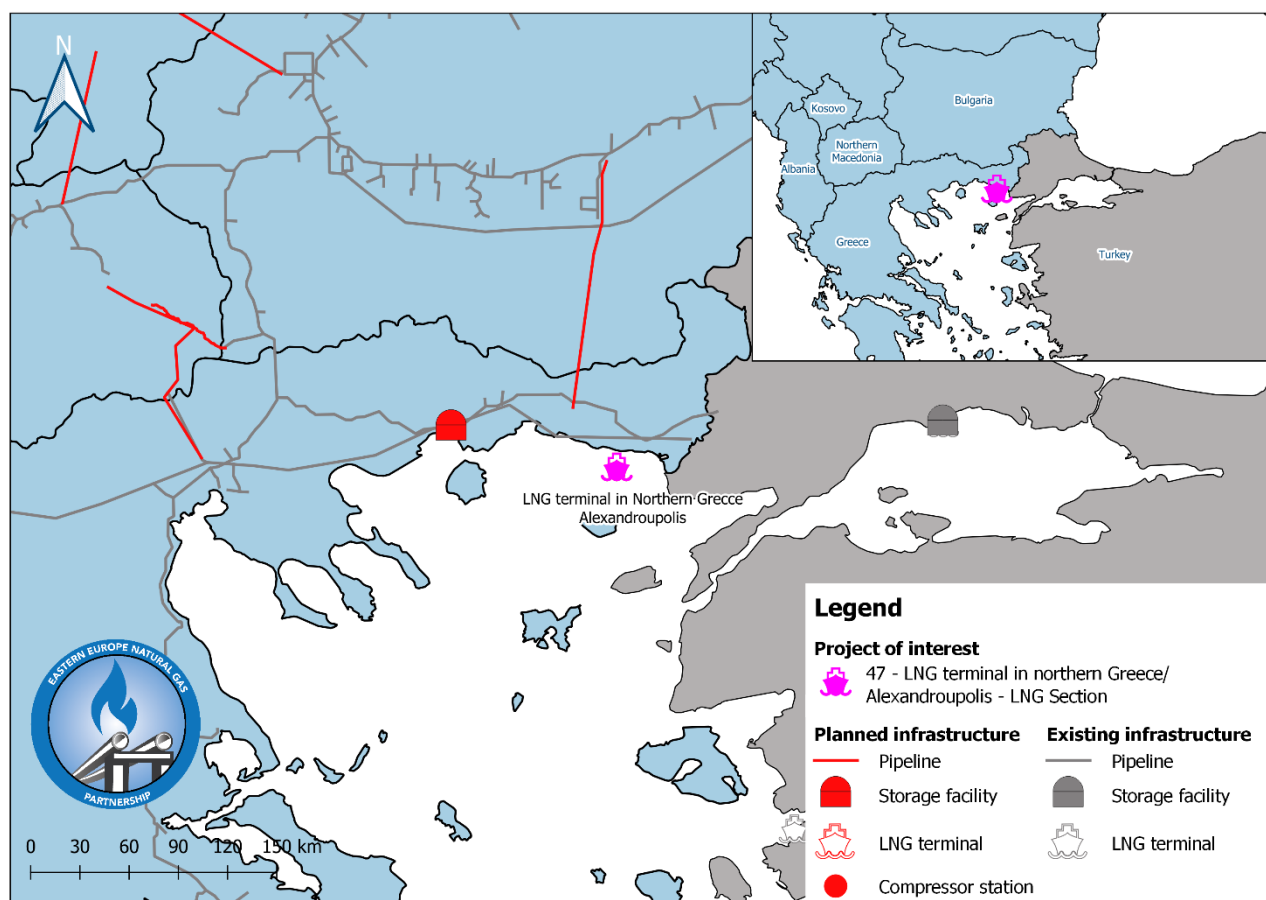 N
Kosovo
Bulgaria
Northern
Macedonia
Albania
Greece
Turkey
LNG terminal in Northern Grecce
Alexandroupolis
EASTERN EUROPE NATURAL GAS
PARTNERSHIP
0 30 60 90 120 150 km
Legend
Project of interest
47 - LNG terminal in northern Greece/
Alexandroupolis - LNG Section
Planned infrastructure Existing infrastructure
Pipeline Pipeline
Storage facility Storage facility
LNG terminal LNG terminal
Compressor station